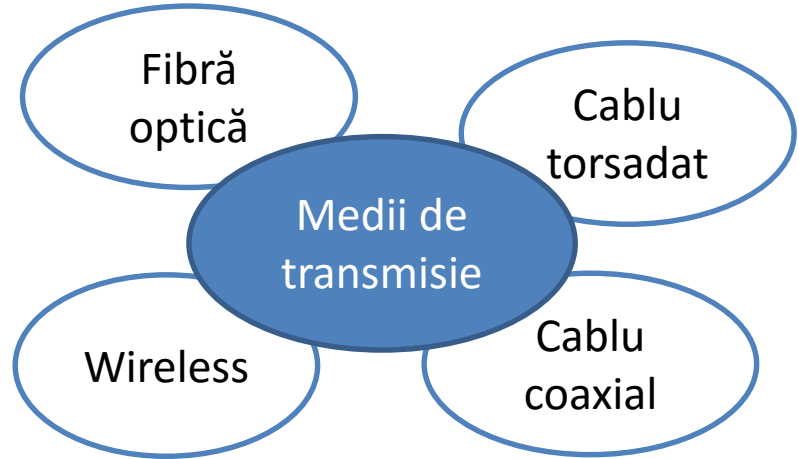 Fibră
optică
Cablu
torsadat
Medii de
transmisie
Wireless
Cablu
coaxial